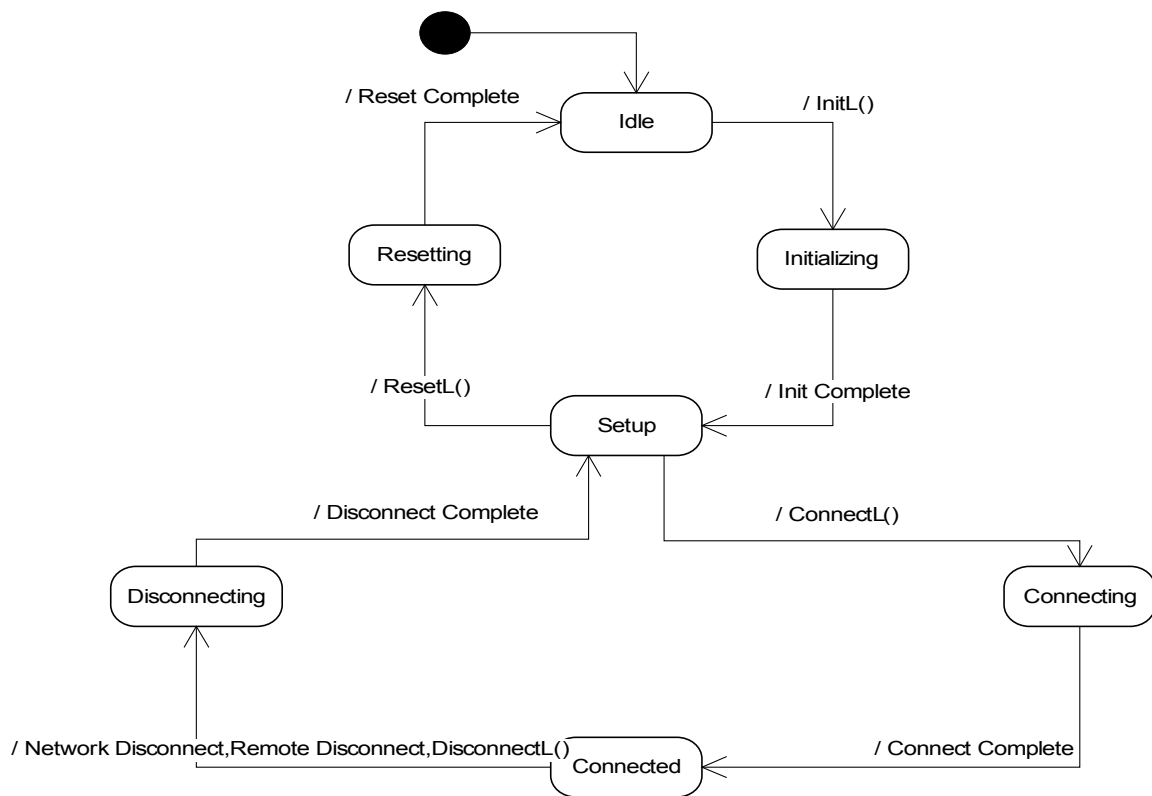 / Reset Complete
/ InitL()
Idle
Resetting
Initializing
/ ResetL()
/ Init Complete
Setup
/ Disconnect Complete
/ ConnectL()
Disconnecting
Connecting
/ Network Disconnect,Remote Disconnect,DisconnectL()
/ Connect Complete
Connected